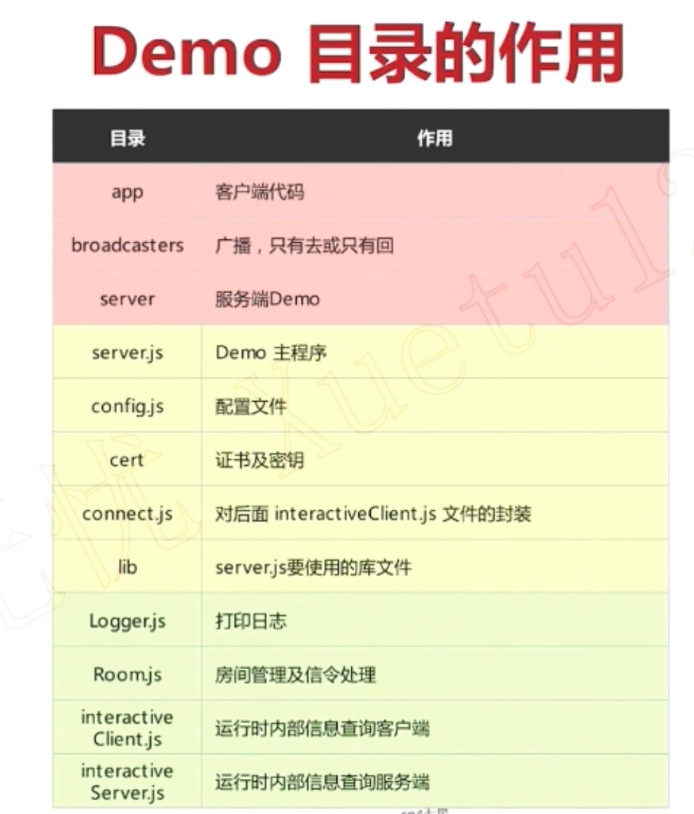 Demo 目录的作用
目录 作用
app 客户端代码
broadcasters 广播，只有去或只有回
server 服务端Demo
server.js Demo 主程序
config.js 配置文件
cert 证书及密钥
connect.js 对后面 interactiveClient.js 文件的封装
lib server.js要使用的库文件
Logger.js 打印日志
Room.js 房间管理及信令处理
interactive
Client.js 运行时内部信息查询客户端
interactive
Server.js 运行时内部信息查询服务端